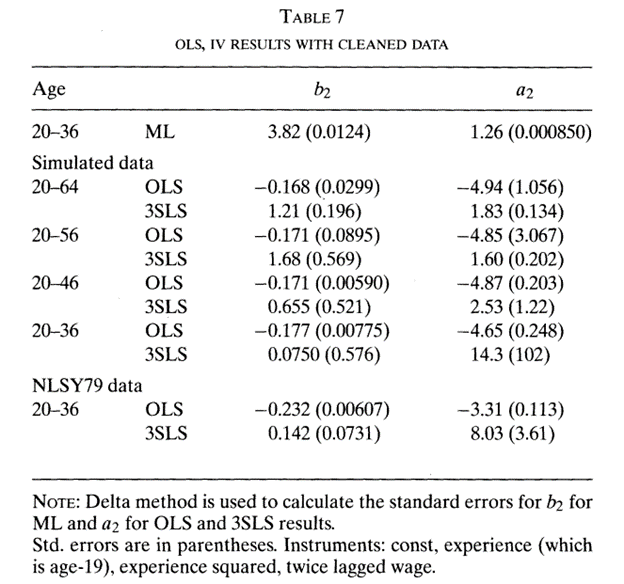 TABLE 7
OLS, IV RESULTS WITH CLEANED DATA
Age b2 a2
20–36 ML 3.82 (0.0124) 1.26 (0.000850)
Simulated data
20–64 OLS −0.168 (0.0299) −4.94 (1.056)
3SLS 1.21 (0.196) 1.83 (0.134)
20–56 OLS −0.171 (0.0895) −4.85 (3.067)
3SLS 1.68 (0.569) 1.60 (0.202)
20–46 OLS −0.171 (0.00590) −4.87 (0.203)
3SLS 0.655 (0.521) 2.53 (1.22)
20–36 OLS −0.177 (0.00775) −4.65 (0.248)
3SLS 0.0750 (0.576) 14.3 (102)
NLSY79 data
20–36 OLS −0.232 (0.00607) −3.31 (0.113)
3SLS 0.142 (0.0731) 8.03 (3.61)
NOTE: Delta method is used to calculate the standard errors for b2 for
ML and a2 for OLS and 3SLS results.
Std. errors are in parentheses. Instruments: const, experience (which
is age-19), experience squared, twice lagged wage.